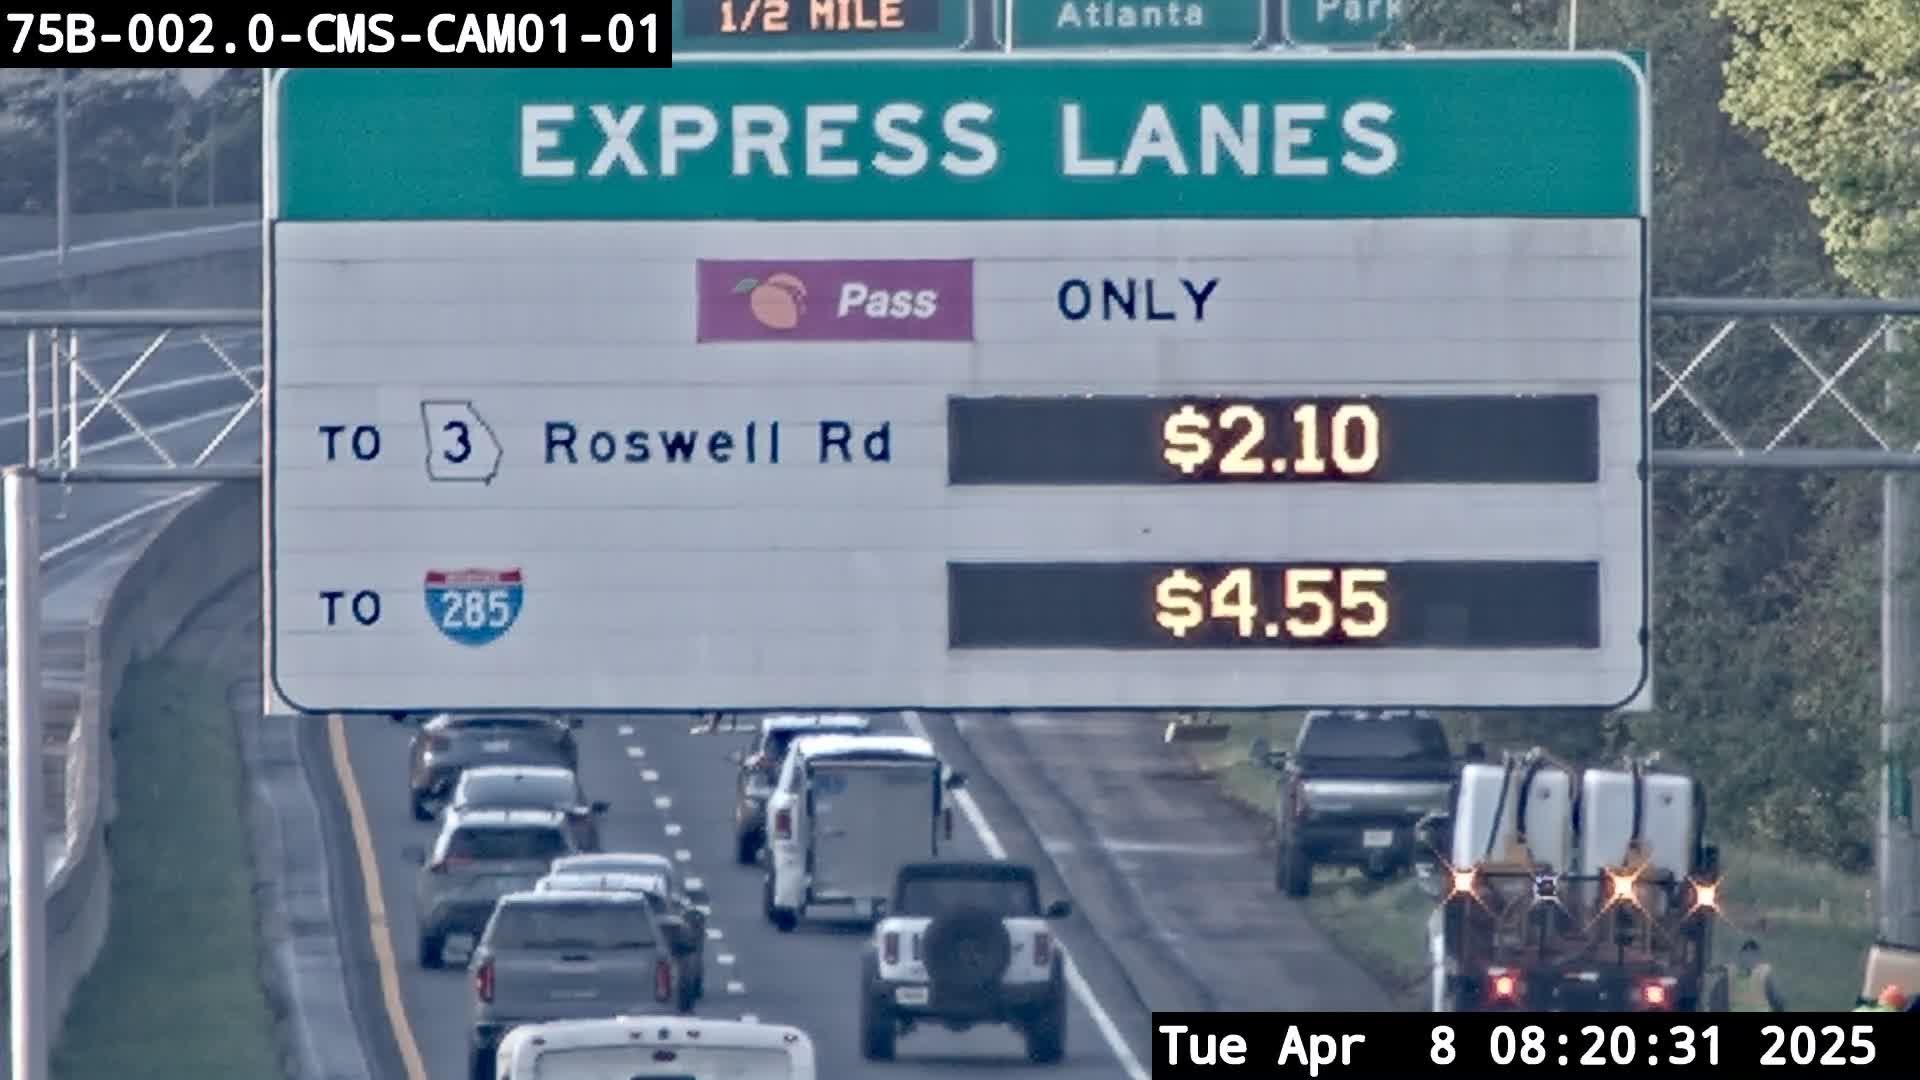 75B-002.0-CMS-CAM01-01
1/2 MILE
Atlanta
Park
EXPRESS LANES
Pass ONLY
TO 3 Roswell Rd $2.10
TO 285 $4.55
Tue Apr 8 08:20:31 2025